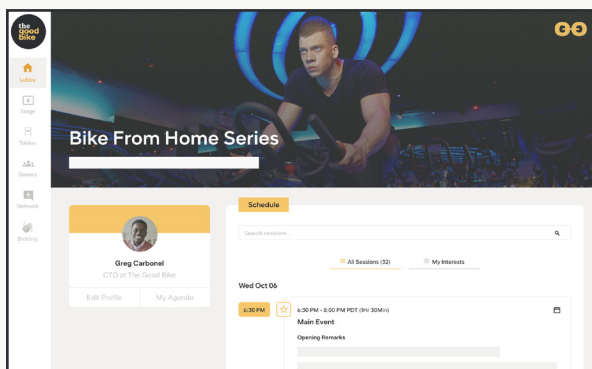 the
good
Bike
Lobby
Stage
Tables
Donors
Network
Bidding
Bike From Home Series
Greg Carbonel
CTO at The Good Bike
Edit Profile
My Agenda
Schedule
Search sessions...
All Sessions (32)
My Interests
Wed Oct 06
6:30 PM
6:30 PM - 8:00 PM PDT (1Hr 30Min)
Main Event
Opening Remarks